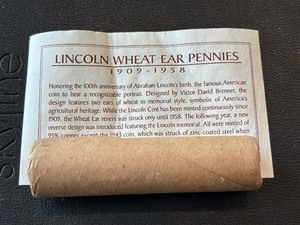 LINCOLN WHEAT EAR PENNIES
1909-1958
Honoring the 100th anniversary of Abraham Lincoln's birth, the famous American
coin to bear a recognizable portrait. Designed by Victor David Brenner, the
design features two ears of wheat in memorial style, symbolic of America's
agricultural heritage. While the Lincoln Cent has been minted continuously since
1909, the Wheat Ear revers was struck only until 1958. The following year, a new
reverse design was introduced featuring the Lincoln memorial. All were minted of
95% copper except the 1943 coin, which was struck of zinc-coated steel when